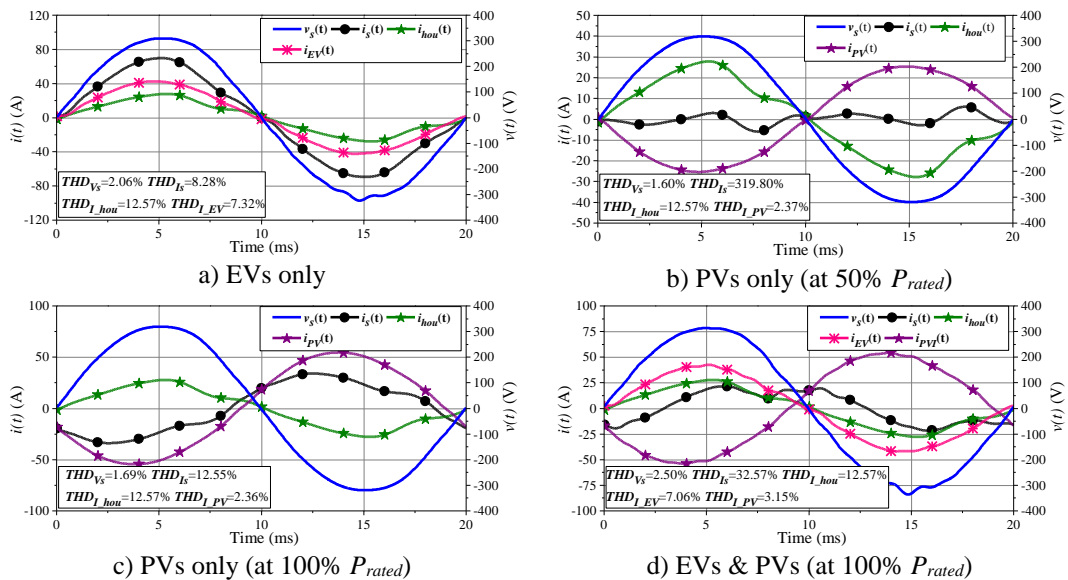 120
80
40
0
-40
-80
-120
i(t) (A)
400
300
200
100
0
-100
-200
-300
-400
v(t) (V)
v_S(t) i_S(t) i_hou(t)
i_EV(t)
THD_Vs=2.06% THD_Is=8.28%
THD_I_hou=12.57% THD_I_EV=7.32%
0 5 10 15 20
Time (ms)
a) EVs only
50
40
30
20
10
0
-10
-20
-30
-40
-50
i(t) (A)
400
300
200
100
0
-100
-200
-300
-400
v(t) (V)
v_S(t) i_S(t) i_hou(t)
i_PV(t)
THD_Vs=1.60% THD_Is=319.80%
THD_I_hou=12.57% THD_I_PV=2.37%
0 5 10 15 20
Time (ms)
b) PVs only (at 50% P_rated)
100
75
50
25
0
-25
-50
-75
-100
i(t) (A)
400
300
200
100
0
-100
-200
-300
-400
v(t) (V)
v_S(t) i_S(t) i_hou(t)
i_PV(t)
THD_Vs=1.69% THD_Is=12.55%
THD_I_hou=12.57% THD_I_PV=2.36%
0 5 10 15 20
Time (ms)
c) PVs only (at 100% P_rated)
100
75
50
25
0
-25
-50
-75
-100
i(t) (A)
400
300
200
100
0
-100
-200
-300
-400
v(t) (V)
v_S(t) i_S(t) i_hou(t)
i_EV(t) i_PVT(t)
THD_Vs=2.50% THD_Is=32.57% THD_I_hou=12.57%
THD_I_EV=7.06% THD_I_PV=3.15%
0 5 10 15 20
Time (ms)
d) EVs & PVs (at 100% P_rated)